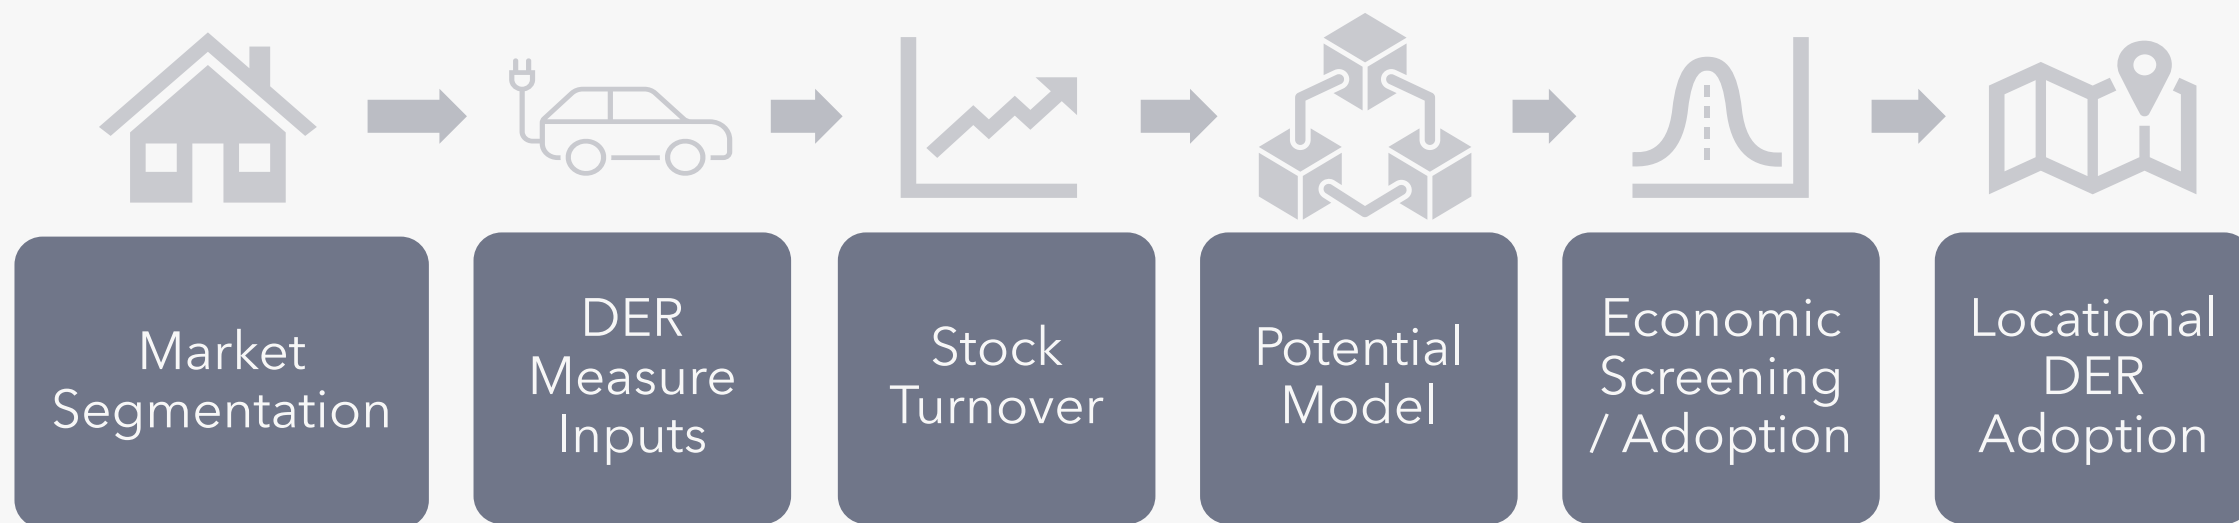 Market
Segmentation
DER
Measure
Inputs
Stock
Turnover
Potential
Model
Economic
Screening
/ Adoption
Locational
DER
Adoption